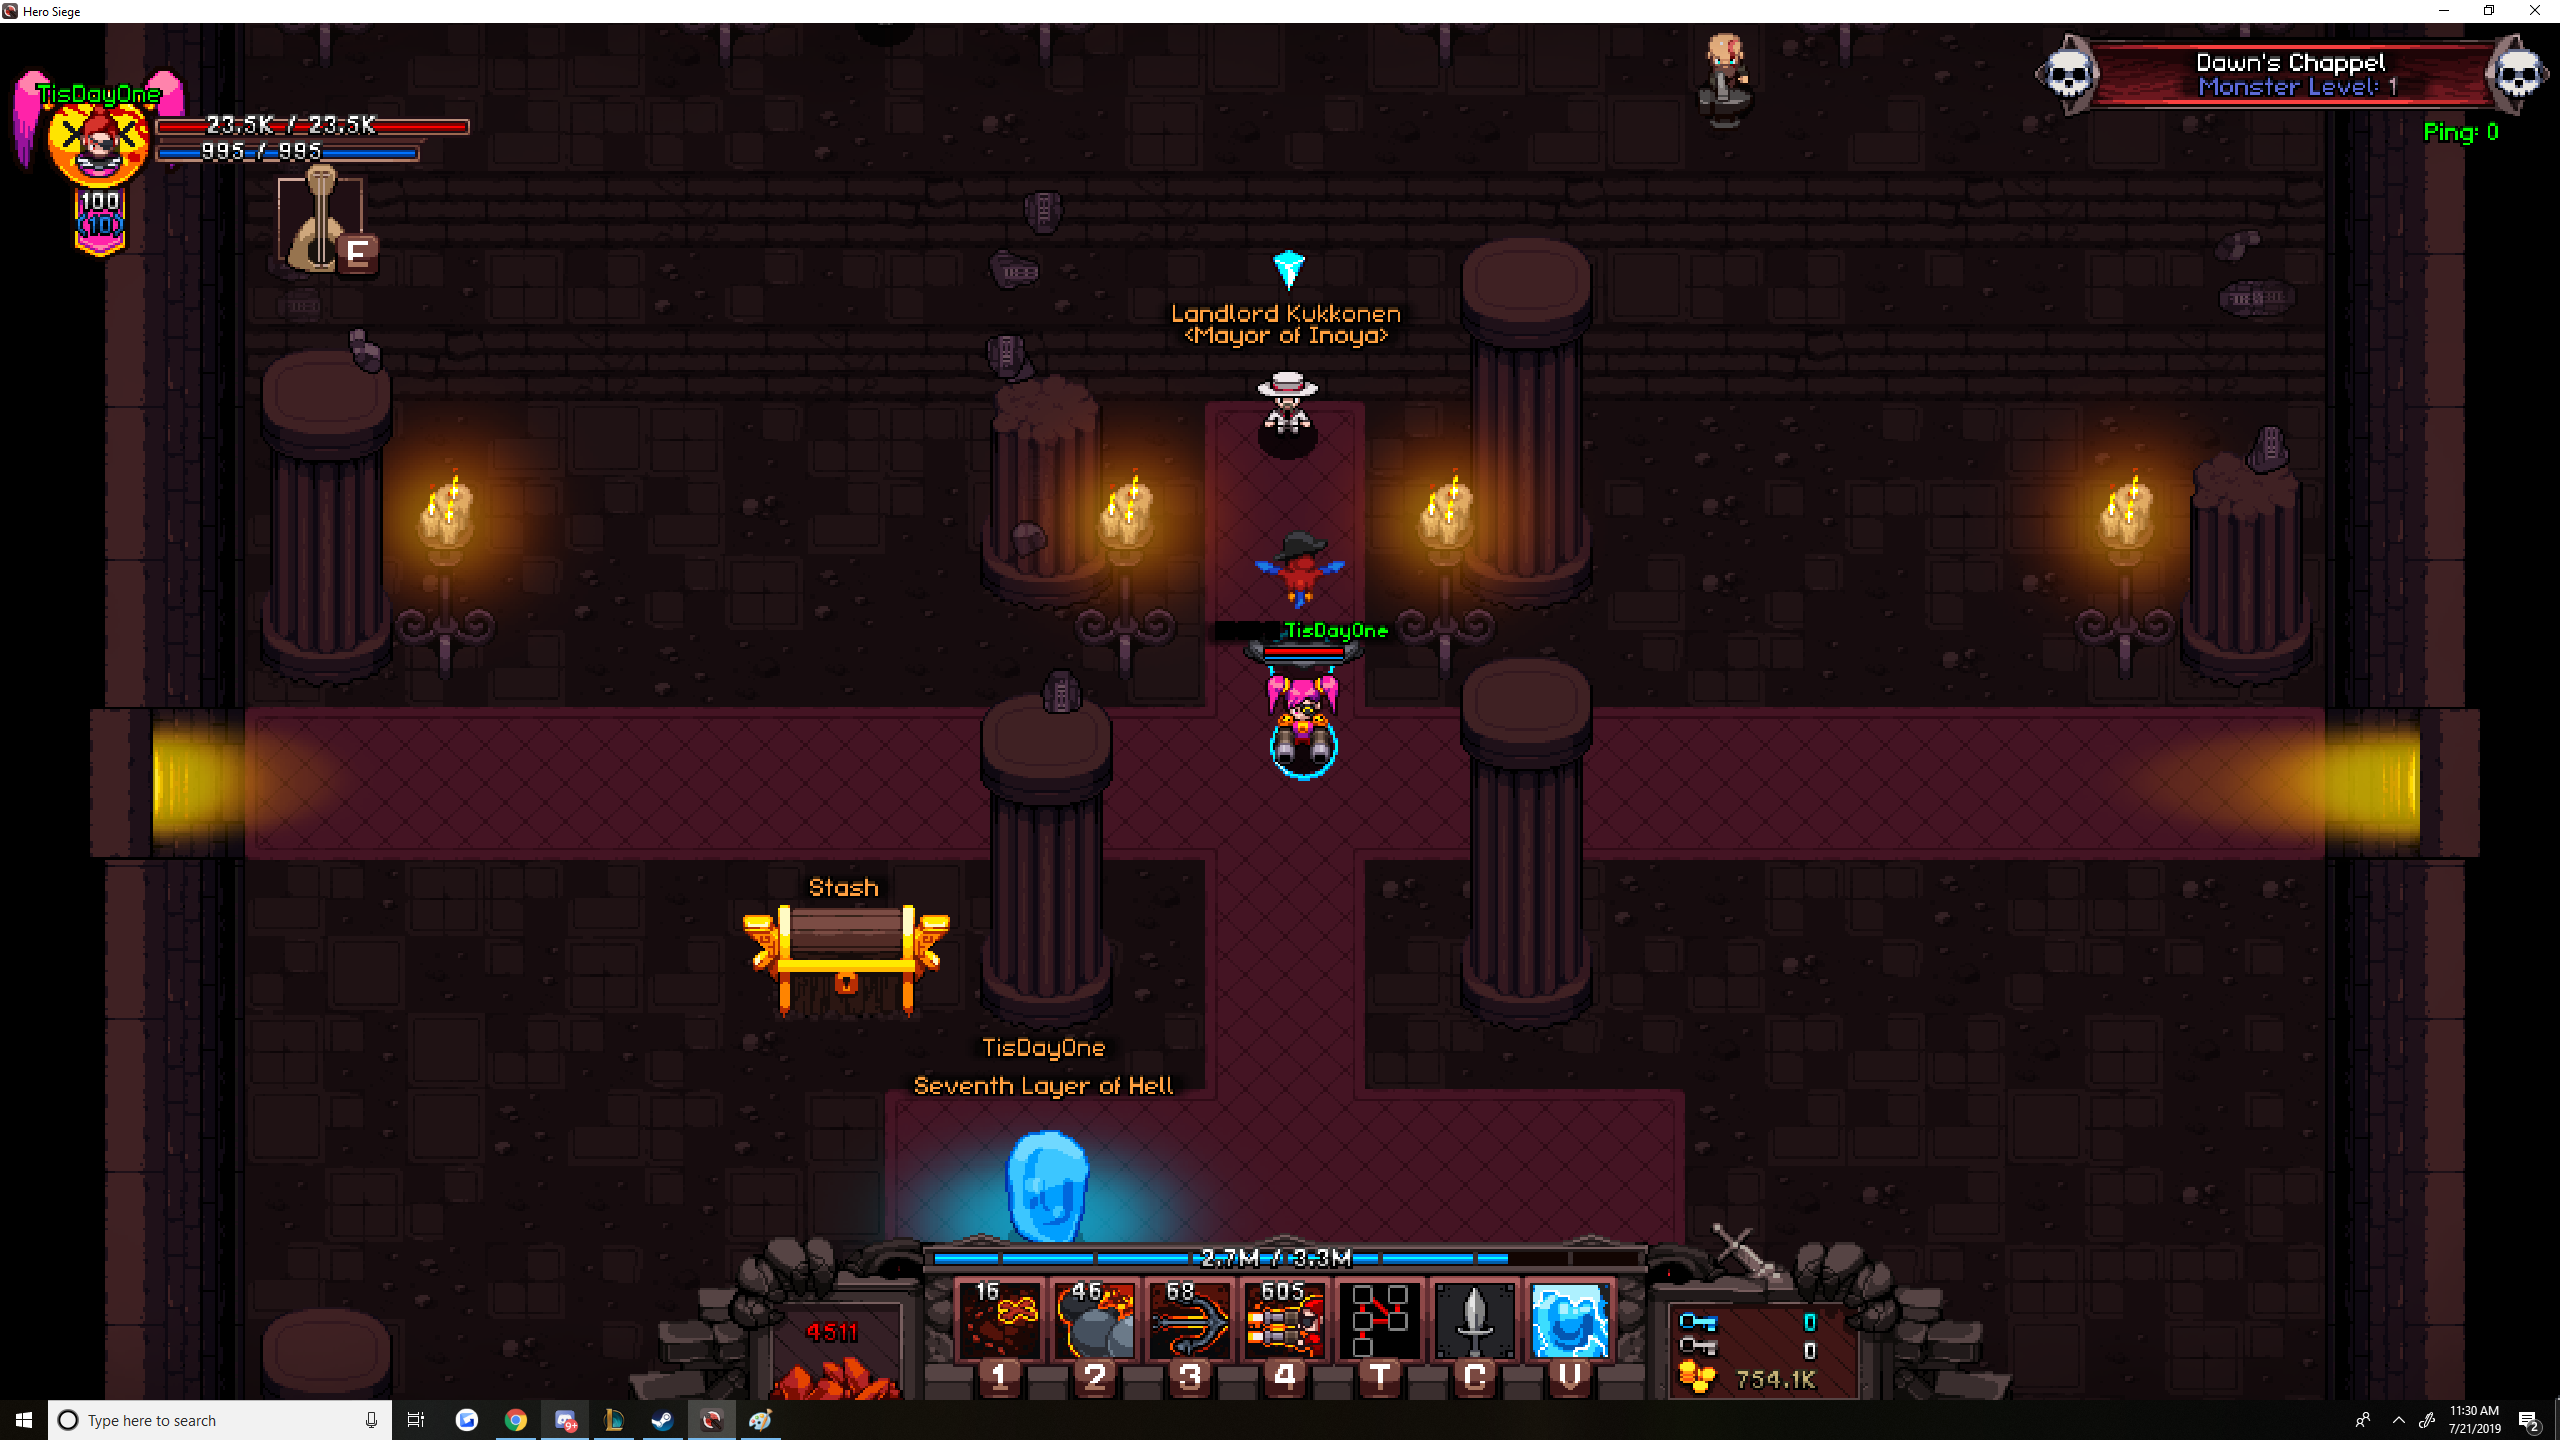 Hero Siege
TisDayOne
23.5K / 23.5K
995 / 995
100
(10)
E
Dawn's Chappel
Monster Level: 1
Ping: 0
Landlord Kukkonen
<Mayor of Inoya>
TisDayOne
Stash
TisDayOne
Seventh Layer of Hell
2.7M / 3.3M
16
46
68
605
1
2
3
4
T
C
V
4511
0
0
754.1K
Type here to search
9+
11:30 AM
7/21/2019
2